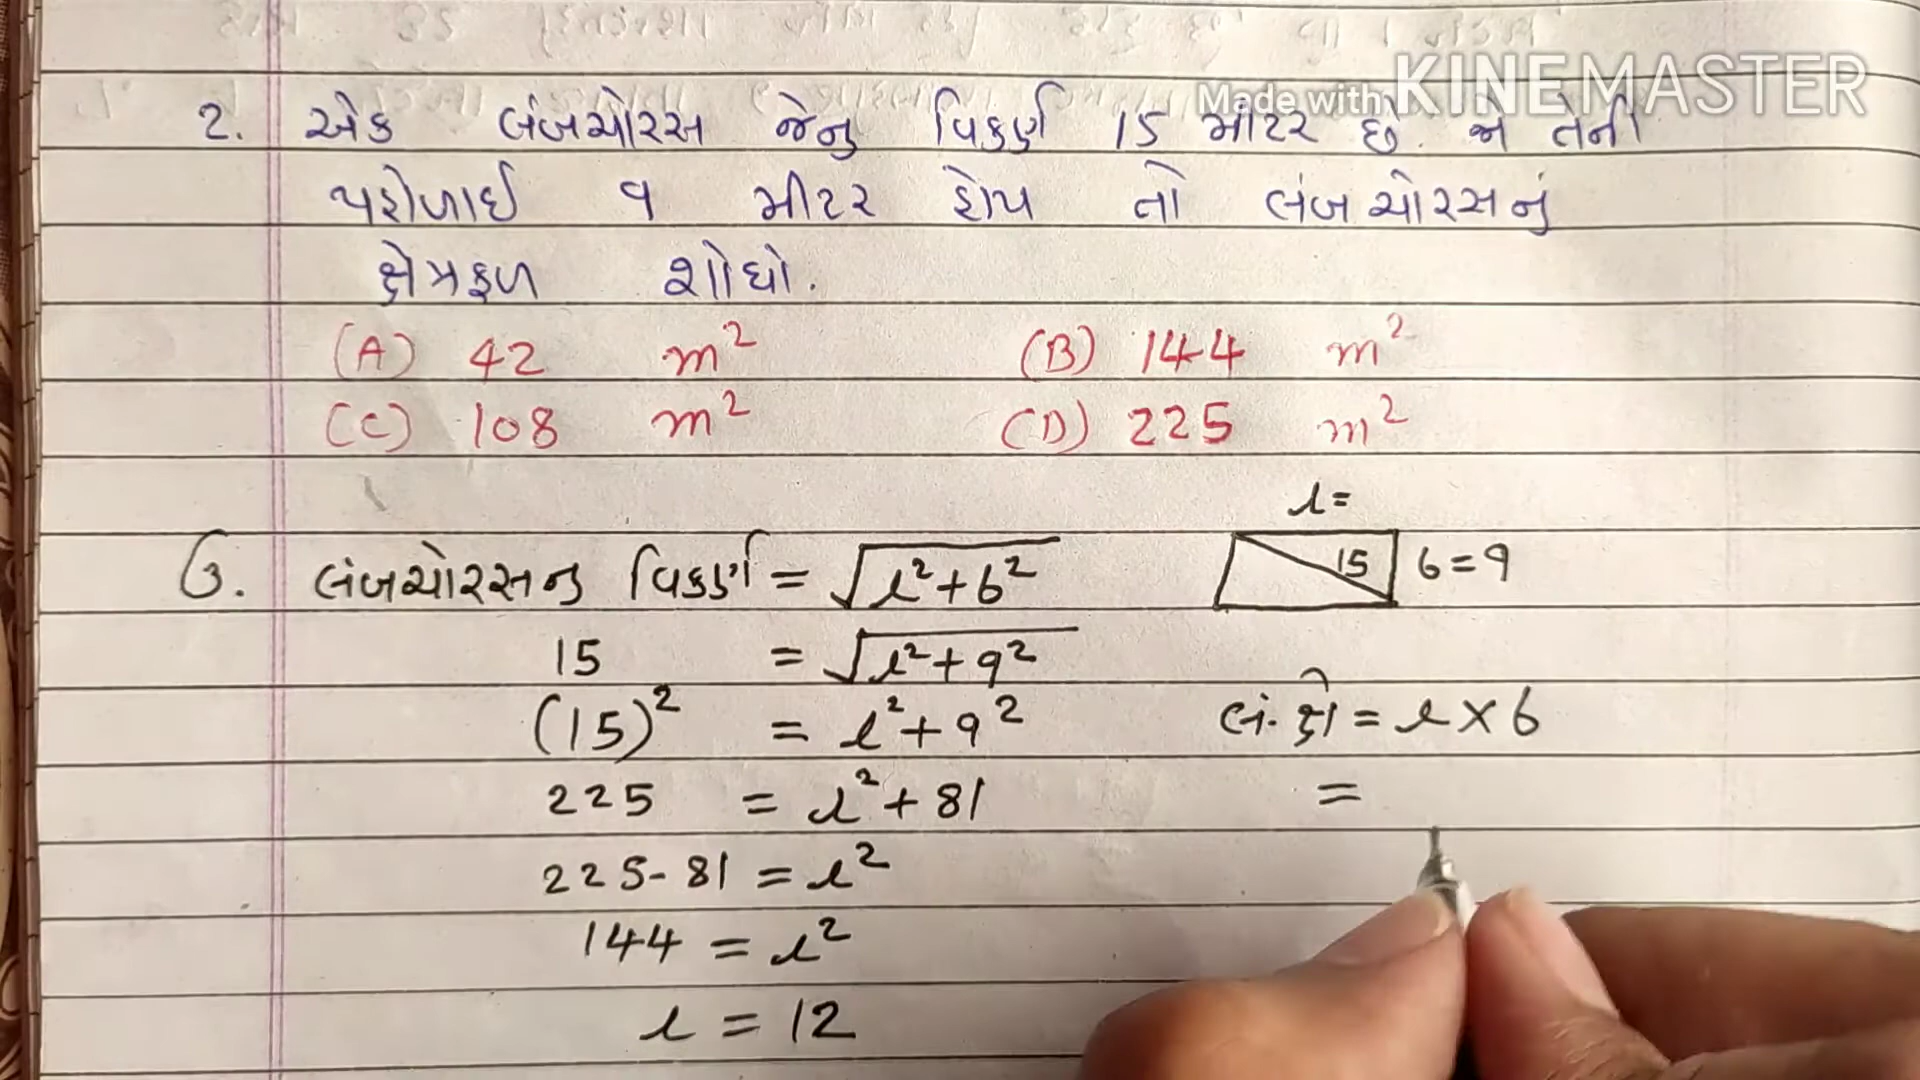 Made with KINEMASTER
2. એક લંબચોરસ જેનુ વિકર્ણ 15 મીટર છે. જો તેની
પહોળાઈ ૧ મીટર હોય તો લંબચોરસનું
ક્ષેત્રફળ શોધો.
(A) 42 m² (B) 144 m²
(C) 108 m² (D) 225 m²
l =
ઉ. લંબચોરસનુ વિકર્ણ = √l²+b² 15 b = 9
15 = √l²+9²
(15)² = l²+9² લં. ક્ષે = l × b
225 = l²+81 =
225-81 = l²
144 = l²
l = 12